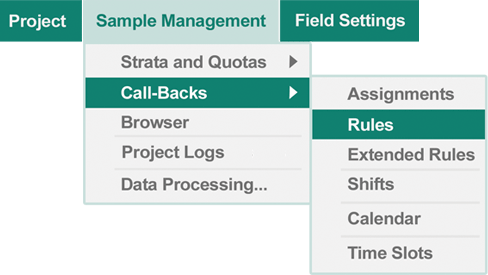 Project Sample Management Field Settings
Strata and Quotas
Call-Backs
Browser
Project Logs
Data Processing...
Assignments
Rules
Extended Rules
Shifts
Calendar
Time Slots